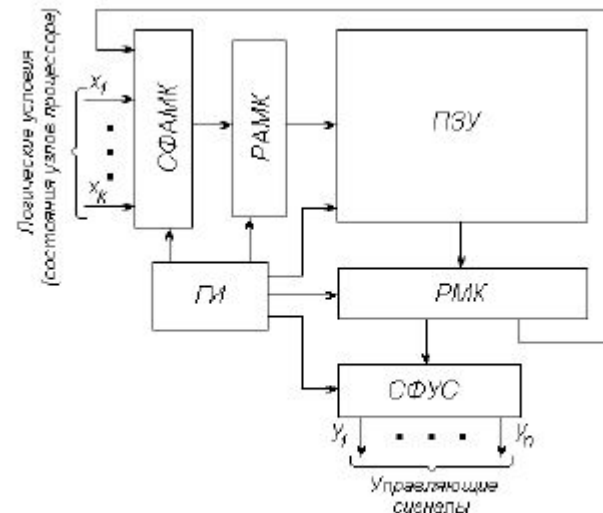 Логические условия
(состояния узлов процессора)
x1
xk
СФАМК
РАМК
ПЗУ
ГИ
РМК
СФУС
y1
yn
Управляющие
сигналы